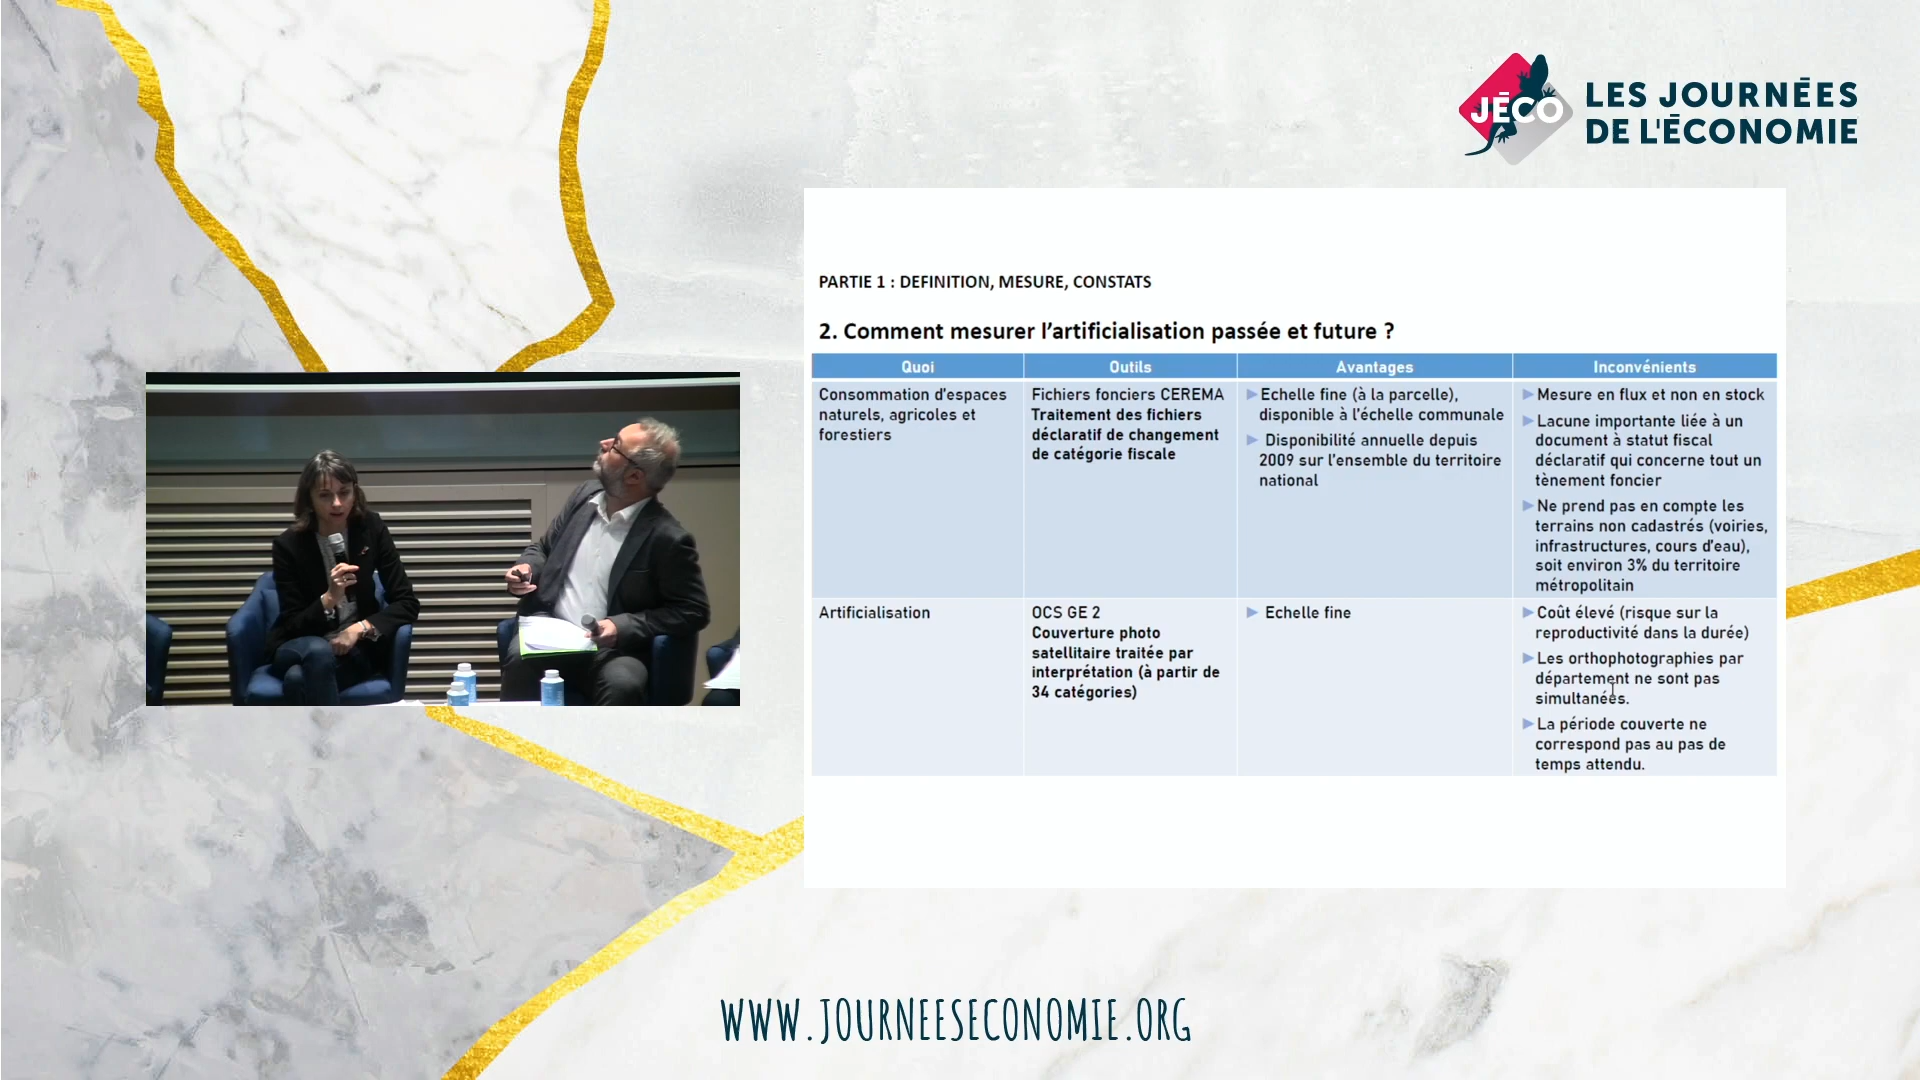 JÉCO
LES JOURNÉES
DE L'ÉCONOMIE
PARTIE 1 : DEFINITION, MESURE, CONSTATS
2. Comment mesurer l'artificialisation passée et future ?
Quoi
Outils
Avantages
Inconvénients
Consommation d'espaces
naturels, agricoles et
forestiers
Fichiers fonciers CEREMA
Traitement des fichiers
déclaratif de changement
de catégorie fiscale
Echelle fine (à la parcelle),
disponible à l'échelle communale
Disponibilité annuelle depuis
2009 sur l'ensemble du territoire
national
Mesure en flux et non en stock
Lacune importante liée à un
document à statut fiscal
déclaratif qui concerne tout un
tènement foncier
Ne prend pas en compte les
terrains non cadastrés (voiries,
infrastructures, cours d'eau),
soit environ 3% du territoire
métropolitain
Artificialisation
OCS GE 2
Couverture photo
satellitaire traitée par
interprétation (à partir de
34 catégories)
Echelle fine
Coût élevé (risque sur la
reproductivité dans la durée)
Les orthophotographies par
département ne sont pas
simultanées.
La période couverte ne
correspond pas au pas de
temps attendu.
WWW.JOURNEESECONOMIE.ORG